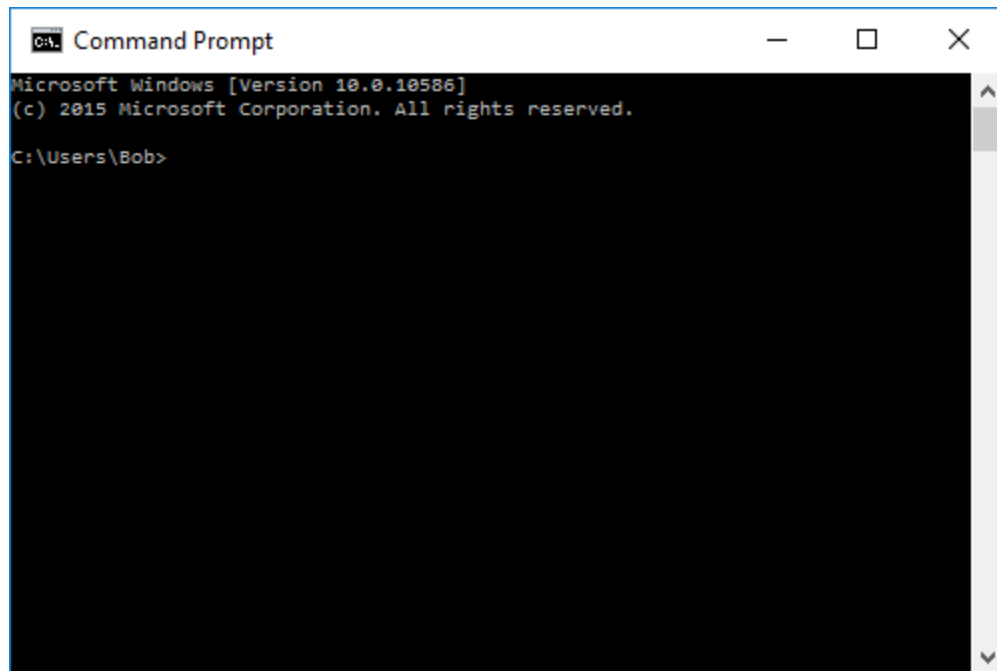 Command Prompt
Microsoft Windows [Version 10.0.10586]
(c) 2015 Microsoft Corporation. All rights reserved.
C:\Users\Bob>